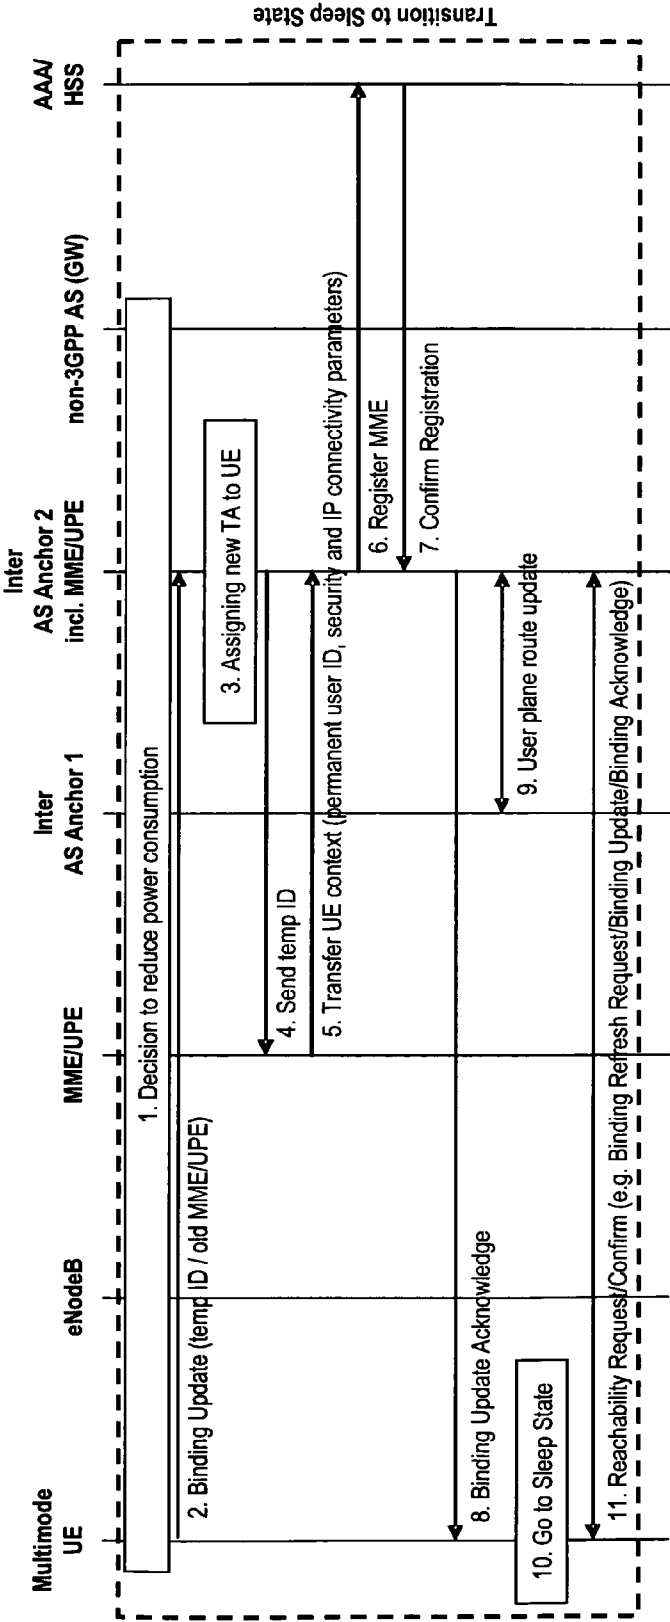 Multimode
UE
eNodeB
MME/UPE
Inter
AS Anchor 1
Inter
AS Anchor 2
incl. MME/UPE
non-3GPP AS (GW)
AAA/
HSS
1. Decision to reduce power consumption
2. Binding Update (temp ID / old MME/UPE)
3. Assigning new TA to UE
4. Send temp ID
5. Transfer UE context (permanent user ID, security and IP connectivity parameters)
6. Register MME
7. Confirm Registration
8. Binding Update Acknowledge
9. User plane route update
10. Go to Sleep State
11. Reachability Request/Confirm (e.g. Binding Refresh Request/Binding Update/Binding Acknowledge)
Transition to Sleep State